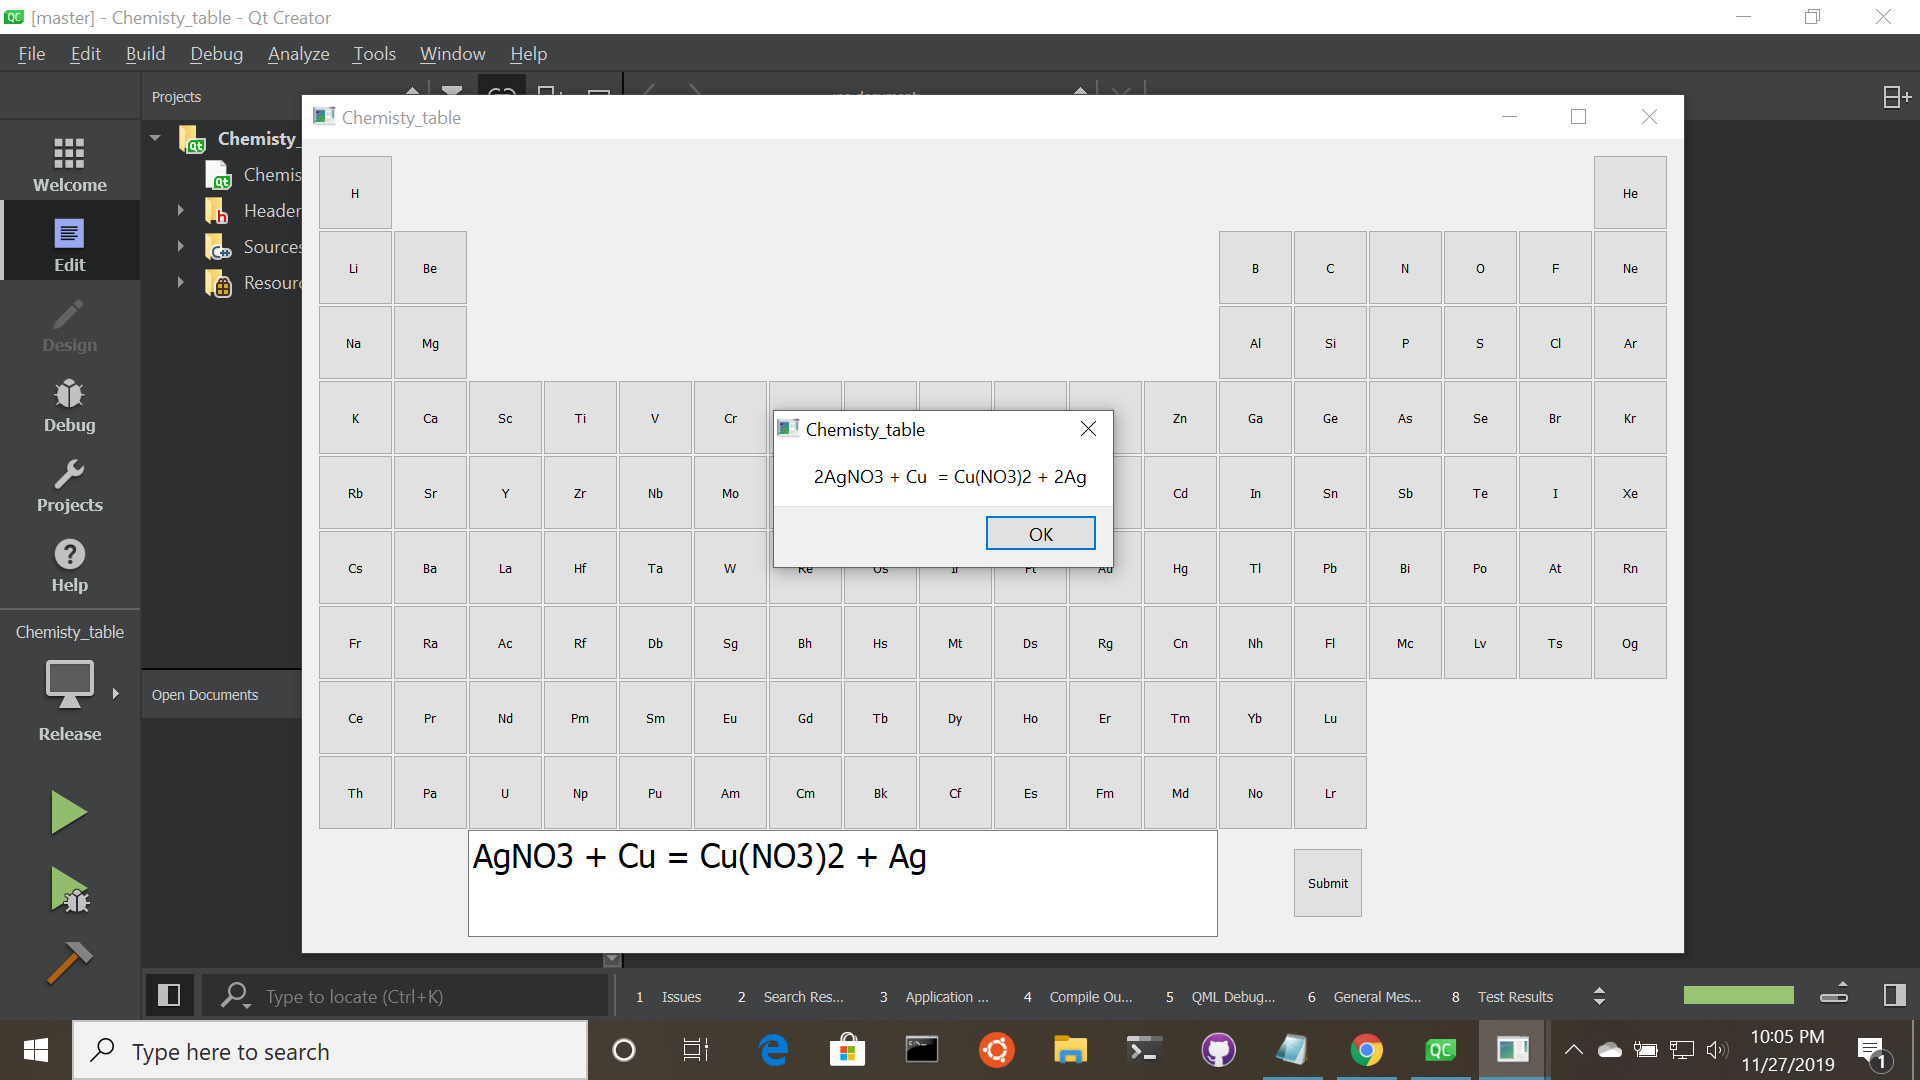 QC [master] - Chemisty_table - Qt Creator
File Edit Build Debug Analyze Tools Window Help
Projects
Chemisty_table
Chemisty_
Chemis
Header
Sources
Resour
Welcome
Edit
Design
Debug
Projects
Help
Chemisty_table
Release
Open Documents
H He
Li Be B C N O F Ne
Na Mg Al Si P S Cl Ar
K Ca Sc Ti V Cr Zn Ga Ge As Se Br Kr
Rb Sr Y Zr Nb Mo Cd In Sn Sb Te I Xe
Cs Ba La Hf Ta W Re Os Ir Pt Au Hg Tl Pb Bi Po At Rn
Fr Ra Ac Rf Db Sg Bh Hs Mt Ds Rg Cn Nh Fl Mc Lv Ts Og
Ce Pr Nd Pm Sm Eu Gd Tb Dy Ho Er Tm Yb Lu
Th Pa U Np Pu Am Cm Bk Cf Es Fm Md No Lr
Chemisty_table
2AgNO3 + Cu = Cu(NO3)2 + 2Ag
OK
AgNO3 + Cu = Cu(NO3)2 + Ag
Submit
Type to locate (Ctrl+K) 1 Issues 2 Search Res... 3 Application ... 4 Compile Ou... 5 QML Debug... 6 General Mes... 8 Test Results
Type here to search
QC
10:05 PM
11/27/2019
1